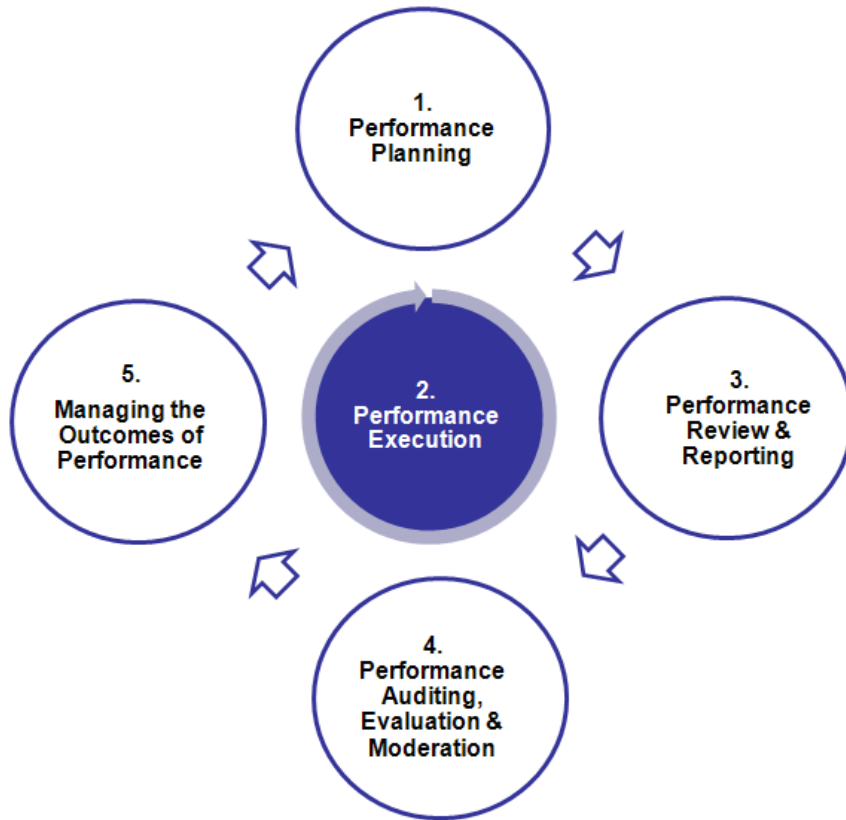 1.
Performance
Planning
2.
Performance
Execution
3.
Performance
Review &
Reporting
4.
Performance
Auditing,
Evaluation &
Moderation
5.
Managing the
Outcomes of
Performance